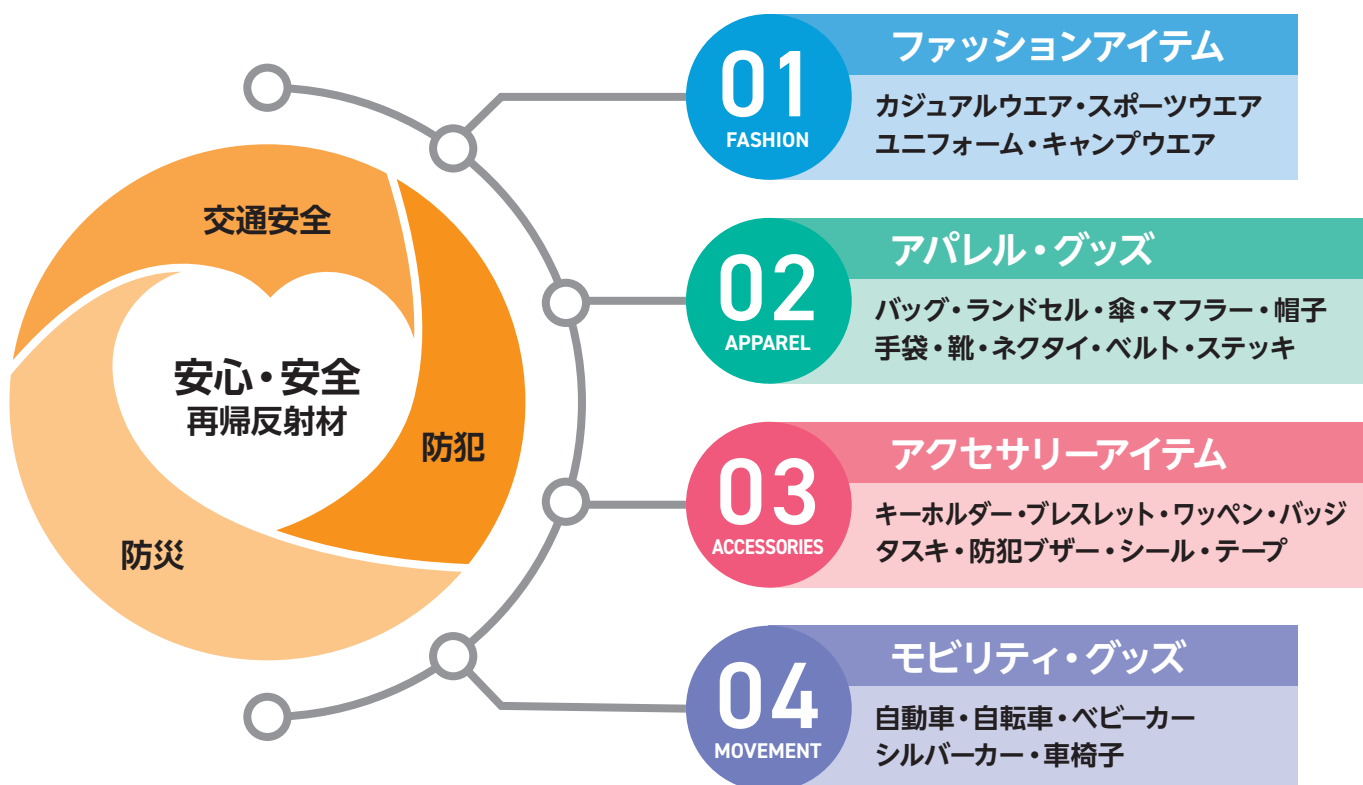 交通安全
安心・安全
再帰反射材
防犯
防災
01
FASHION
ファッションアイテム
カジュアルウエア・スポーツウエア
ユニフォーム・キャンプウエア
02
APPAREL
アパレル・グッズ
バッグ・ランドセル・傘・マフラー・帽子
手袋・靴・ネクタイ・ベルト・ステッキ
03
ACCESSORIES
アクセサリーアイテム
キーホルダー・ブレスレット・ワッペン・バッジ
タスキ・防犯ブザー・シール・テープ
04
MOVEMENT
モビリティ・グッズ
自動車・自転車・ベビーカー
シルバーカー・車椅子